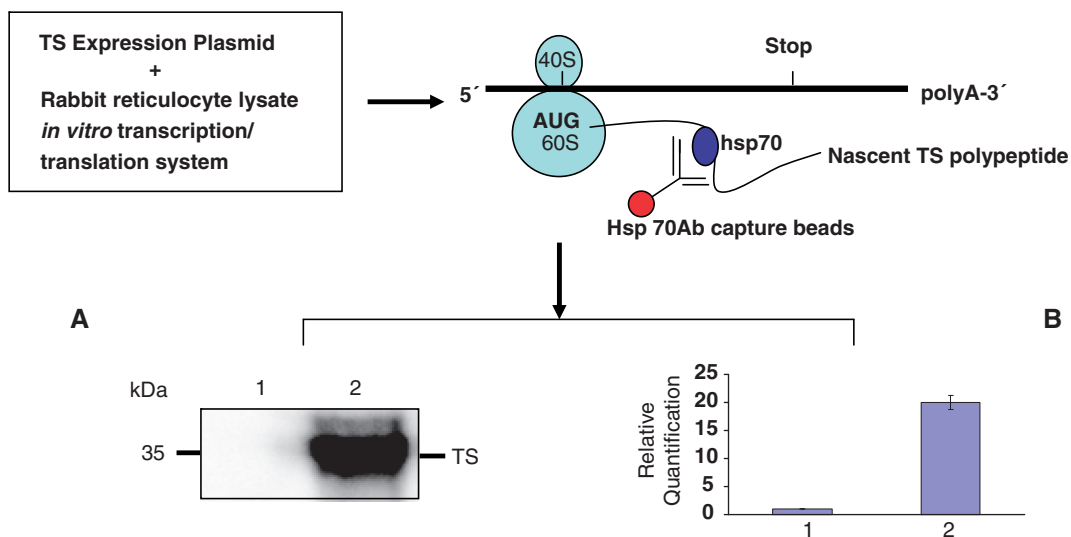 TS Expression Plasmid
+
Rabbit reticulocyte lysate
in vitro transcription/
translation system
40S
Stop
5´
polyA-3´
AUG
60S
hsp70
Nascent TS polypeptide
Hsp 70Ab capture beads
A
B
kDa
1
2
35
TS
Relative
Quantification
25
20
15
10
5
0
1
2